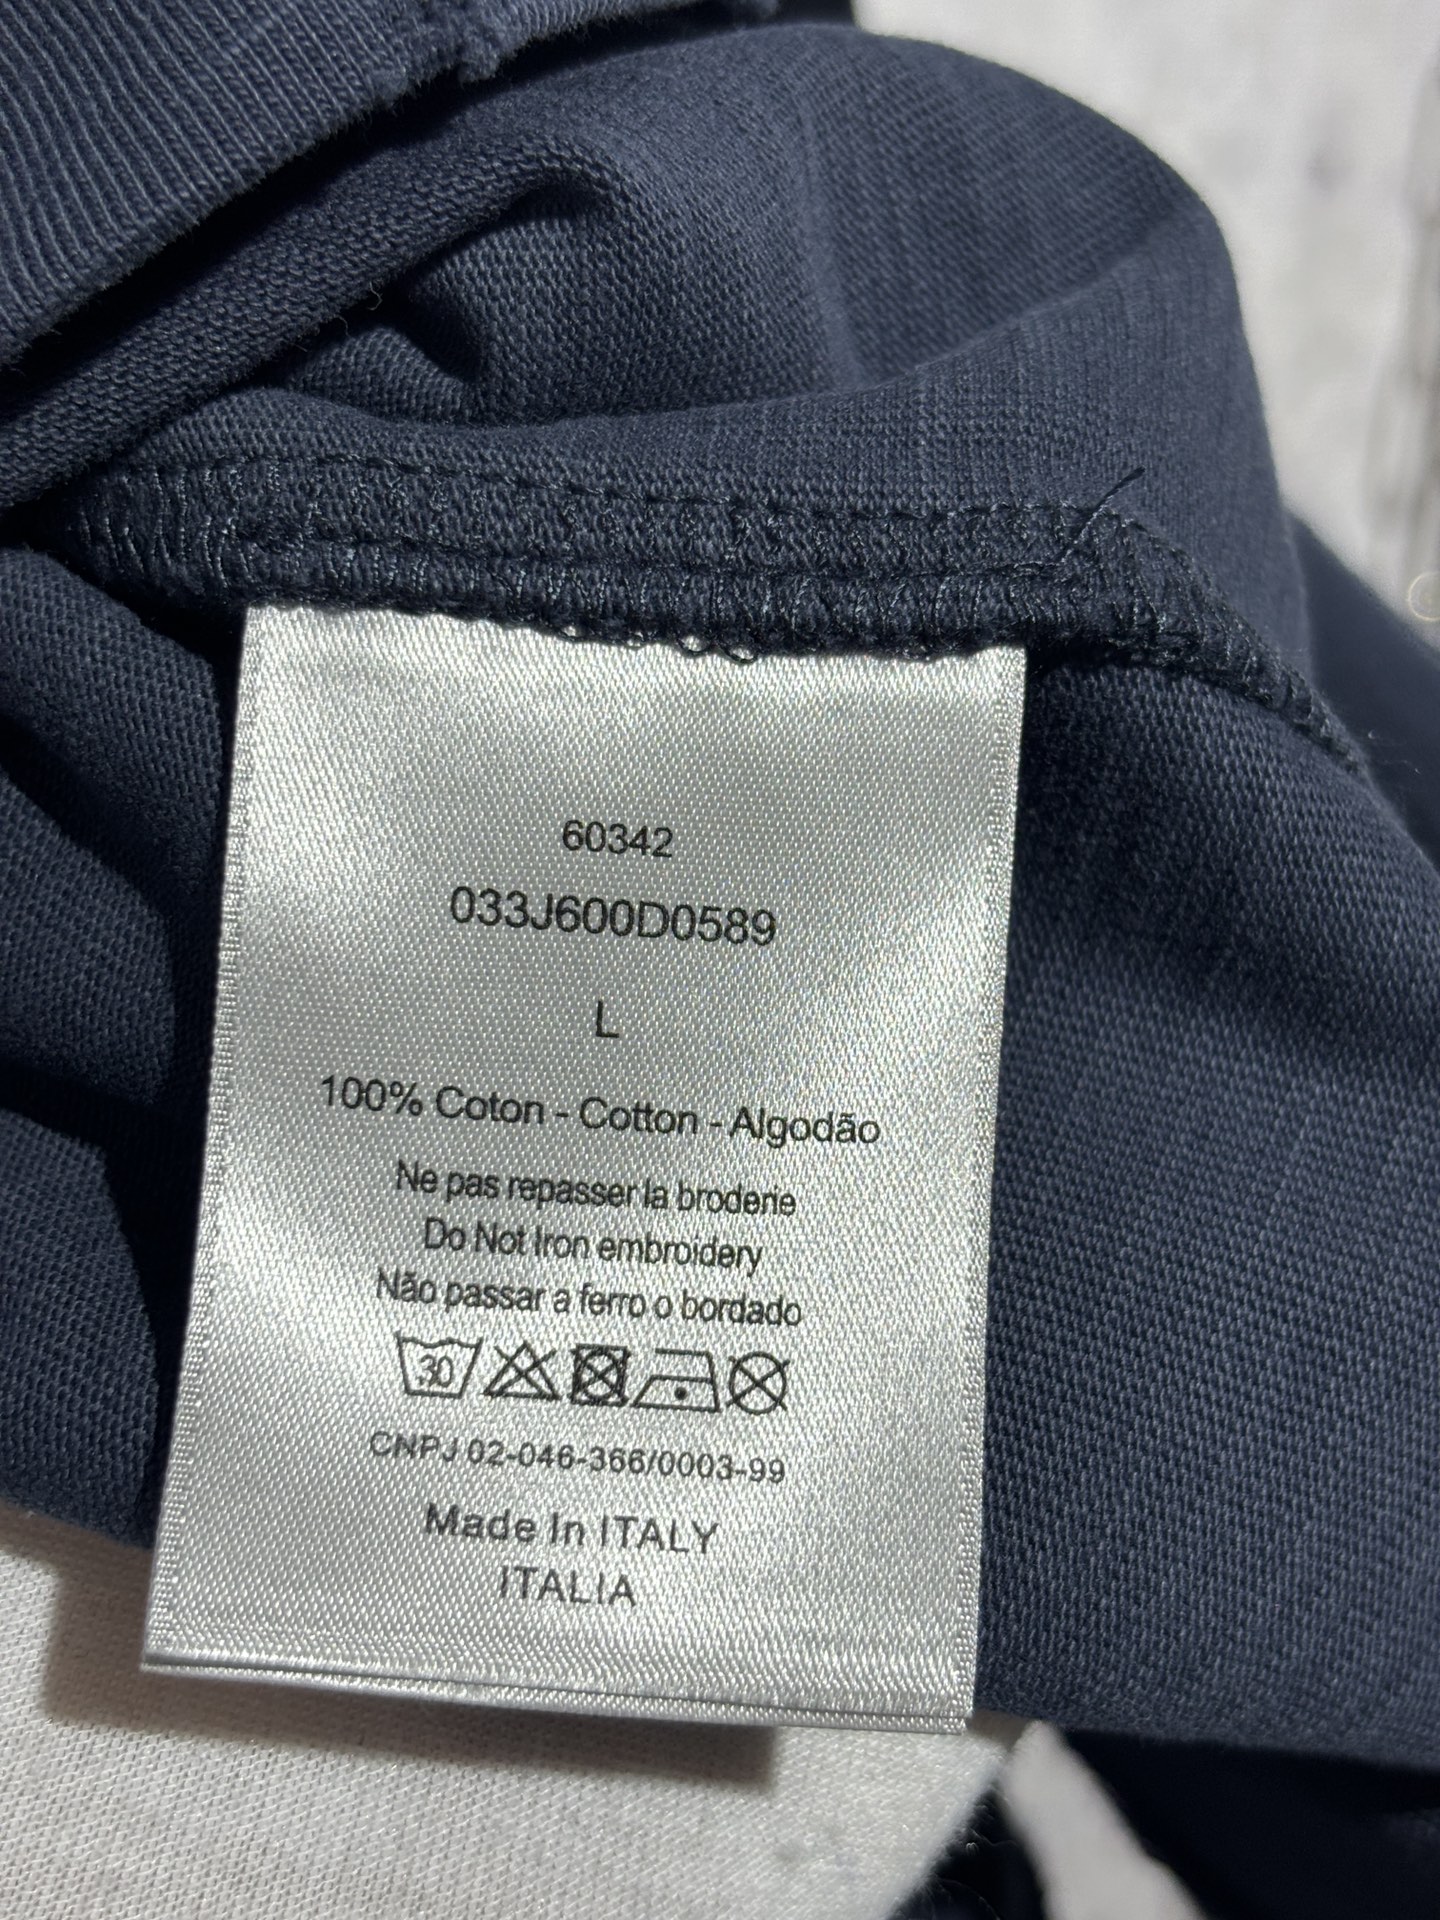 60342
033J600D0589
L
100% Coton - Cotton - Algodão
Ne pas repasser la broderie
Do Not Iron embroidery
Não passar a ferro o bordado
30
CNPJ 02-046-366/0003-99
Made In ITALY
ITALIA